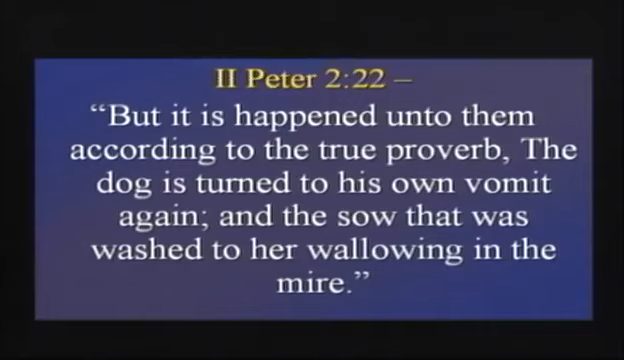 II Peter 2:22 –
“But it is happened unto them
according to the true proverb, The
dog is turned to his own vomit
again; and the sow that was
washed to her wallowing in the
mire.”